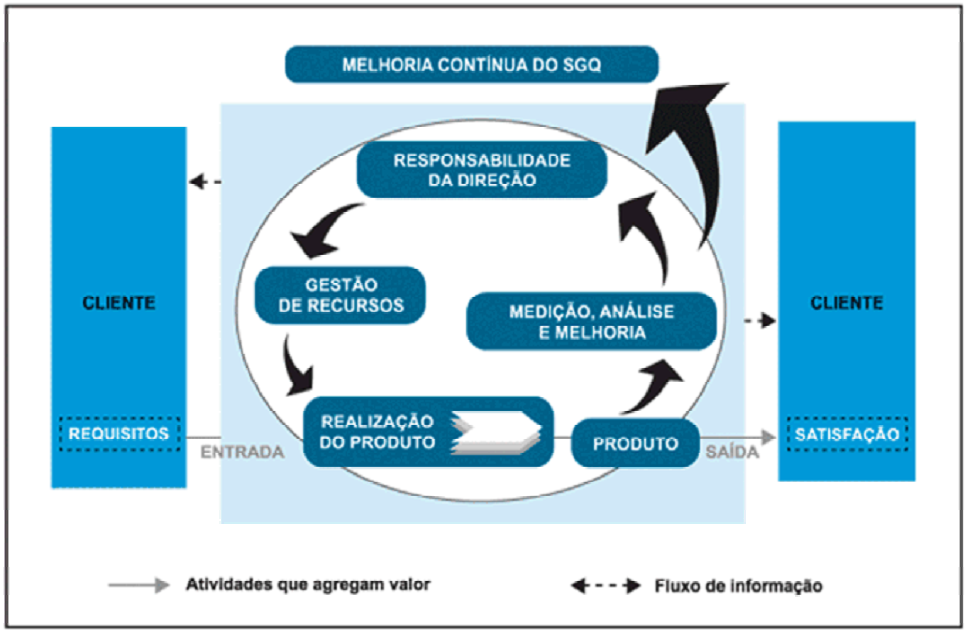 MELHORIA CONTÍNUA DO SGQ
RESPONSABILIDADE
DA DIREÇÃO
GESTÃO
DE RECURSOS
CLIENTE
MEDIÇÃO, ANÁLISE
E MELHORIA
CLIENTE
REQUISITOS
ENTRADA
REALIZAÇÃO
DO PRODUTO
PRODUTO
SAÍDA
SATISFAÇÃO
Atividades que agregam valor
Fluxo de informação